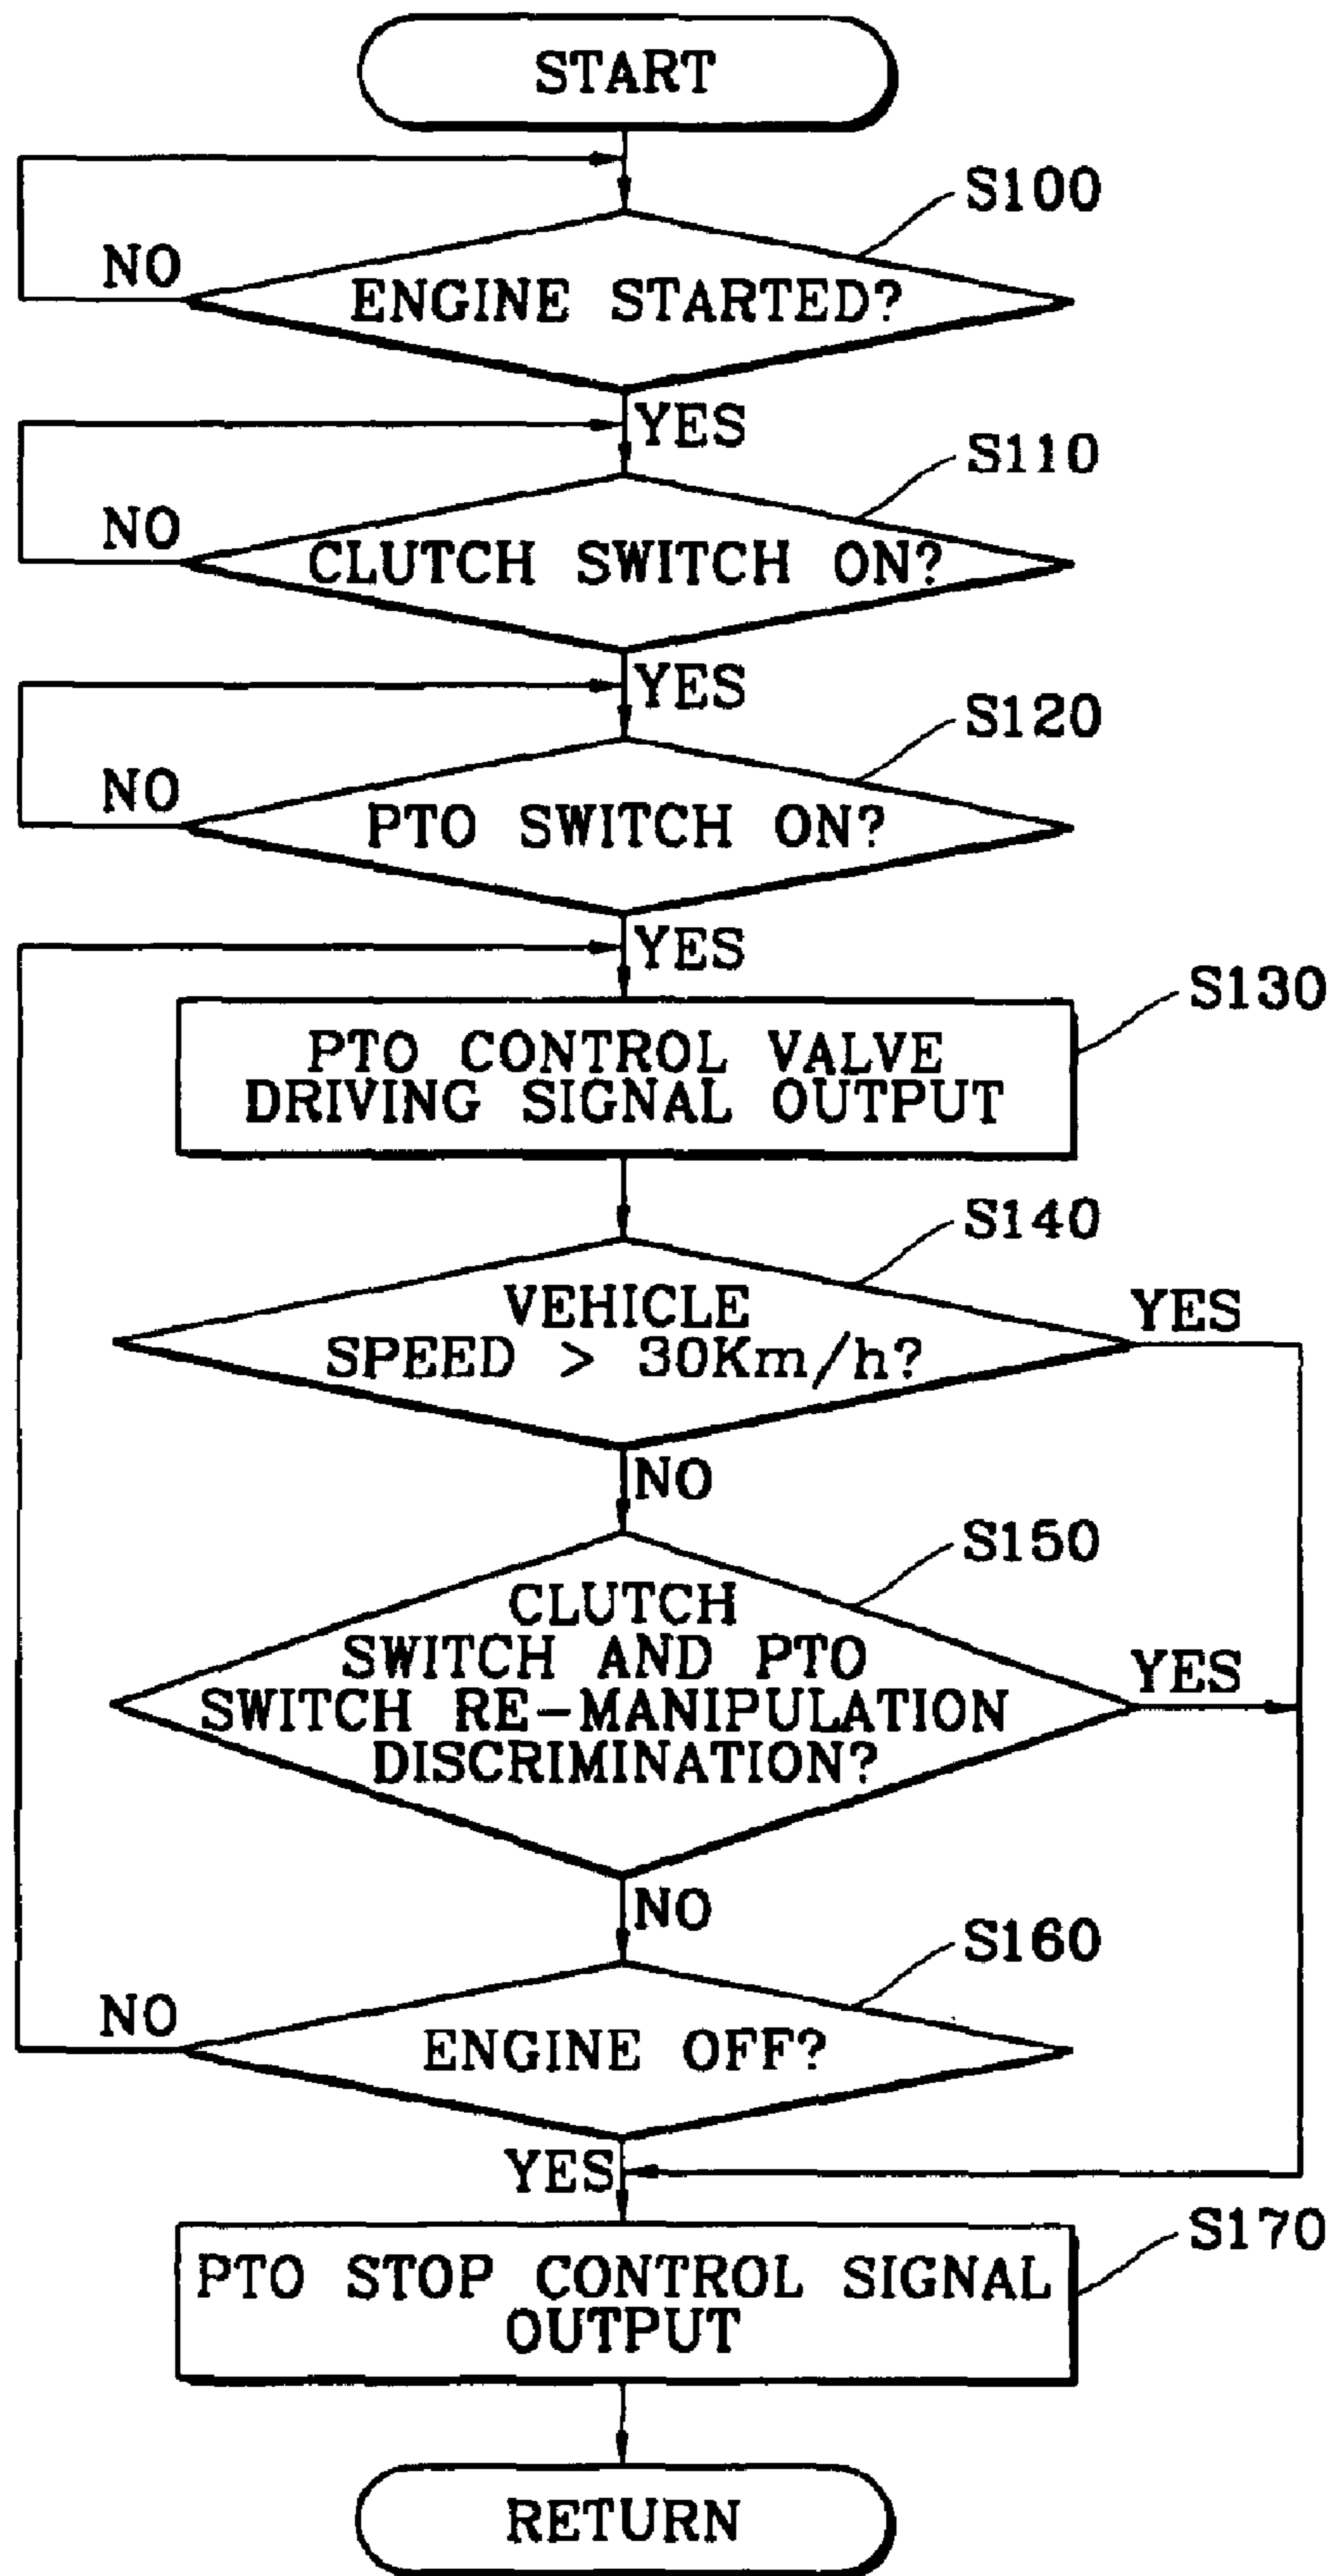 START
S100
NO
ENGINE STARTED?
YES
S110
NO
CLUTCH SWITCH ON?
YES
S120
NO
PTO SWITCH ON?
YES
S130
PTO CONTROL VALVE
DRIVING SIGNAL OUTPUT
S140
VEHICLE
SPEED > 30Km/h?
YES
NO
S150
CLUTCH
SWITCH AND PTO
SWITCH RE-MANIPULATION
DISCRIMINATION?
YES
NO
S160
NO
ENGINE OFF?
YES
S170
PTO STOP CONTROL SIGNAL
OUTPUT
RETURN